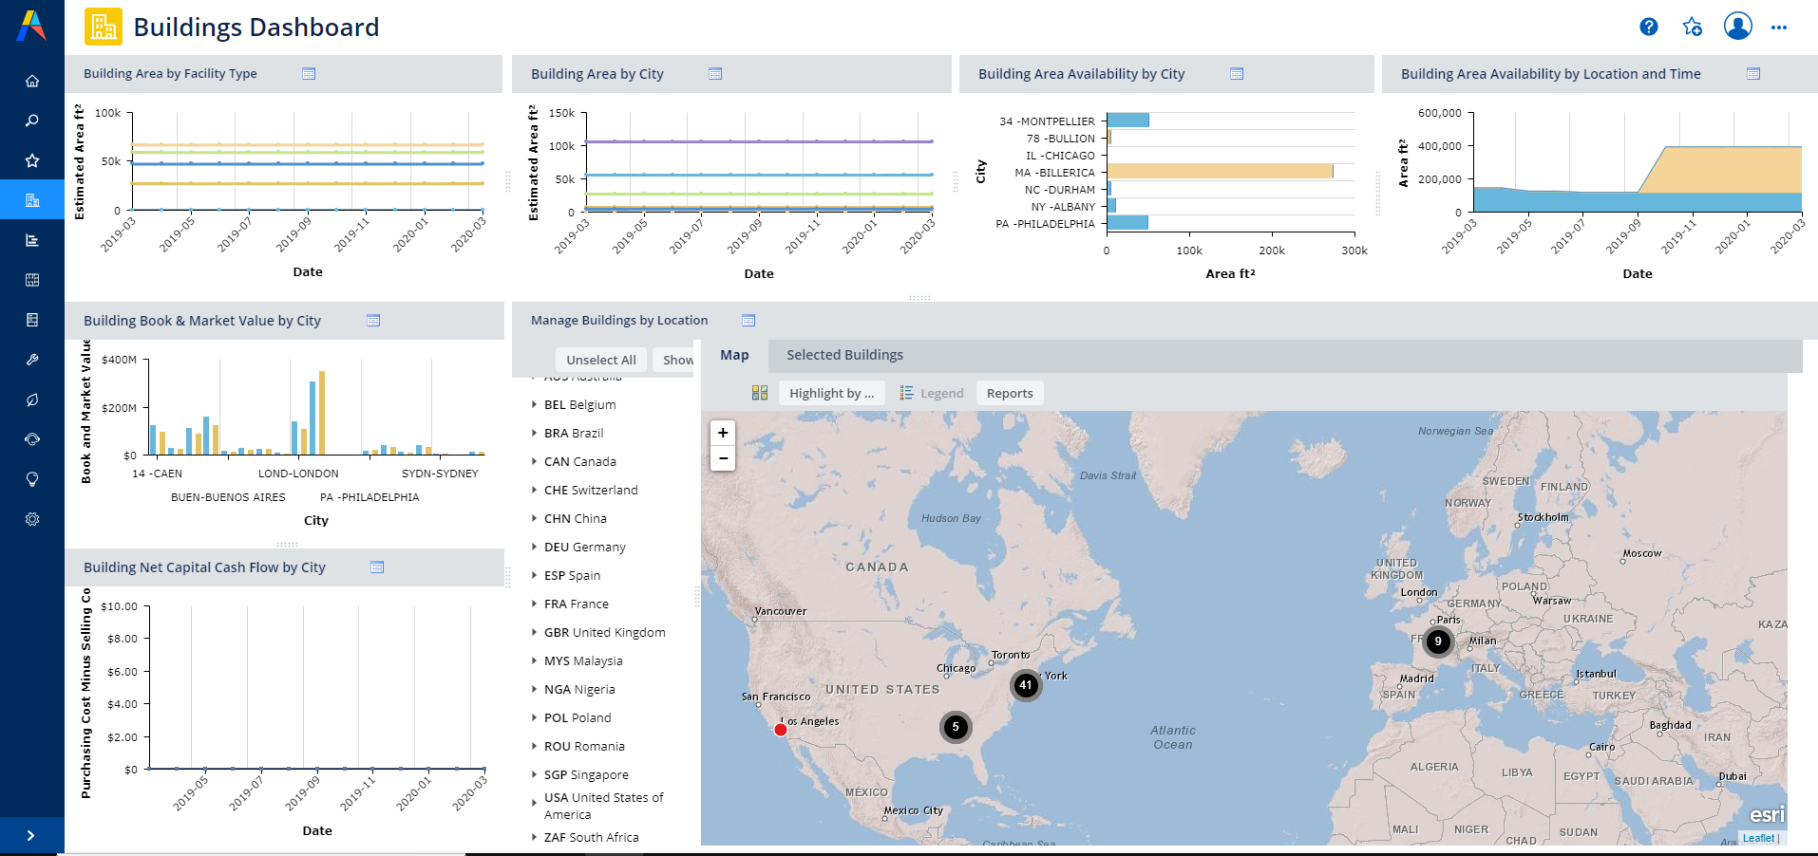 Buildings Dashboard
Building Area by Facility Type
Building Area by City
Building Area Availability by City
Building Area Availability by Location and Time
Estimated Area ft²
100k
50k
0
2019-03
2019-05
2019-07
2019-09
2019-11
2020-01
2020-03
Date
Estimated Area ft²
150k
100k
50k
0
2019-03
2019-05
2019-07
2019-09
2019-11
2020-01
2020-03
Date
City
34 -MONTPELLIER
78 -BULLION
IL -CHICAGO
MA -BILLERICA
NC -DURHAM
NY -ALBANY
PA -PHILADELPHIA
0
100k
200k
300k
Area ft²
Area ft²
600,000
400,000
200,000
0
2019-03
2019-05
2019-07
2019-09
2019-11
2020-01
2020-03
Date
Building Book & Market Value by City
Book and Market Value
$400M
$200M
$0
14 -CAEN
LOND-LONDON
SYDN-SYDNEY
BUEN-BUENOS AIRES
PA -PHILADELPHIA
City
Building Net Capital Cash Flow by City
Purchasing Cost Minus Selling Co
$10.00
$8.00
$6.00
$4.00
$2.00
$0
2019-05
2019-07
2019-09
2019-11
2020-01
2020-03
Date
Manage Buildings by Location
Unselect All
Show
AUS Australia
BEL Belgium
BRA Brazil
CAN Canada
CHE Switzerland
CHN China
DEU Germany
ESP Spain
FRA France
GBR United Kingdom
MYS Malaysia
NGA Nigeria
POL Poland
ROU Romania
SGP Singapore
USA United States of
America
ZAF South Africa
Map
Selected Buildings
Highlight by ...
Legend
Reports
+
−
Norwegian Sea
Davis Strait
SWEDEN
FINLAND
NORWAY
Hudson Bay
Stockholm
Moscow
CANADA
UNITED
KINGDOM
London
POLAND
Warsaw
GERMANY
Vancouver
Paris
UKRAINE
KAZA
FR
9
Milan
Toronto
Chicago
41
York
ITALY
Istanbul
Madrid
SPAIN
GREECE
TURKEY
San Francisco
UNITED STATES
Los Angeles
5
Baghdad
Atlantic
Ocean
IRAN
Cairo
ALGERIA
LIBYA
EGYPT
SAUDI ARABIA
Dubai
MÉXICO
Mexico City
MALI
NIGER
CHAD
SUDAN
Caribbean Sea
esri
Leaflet |
Ara